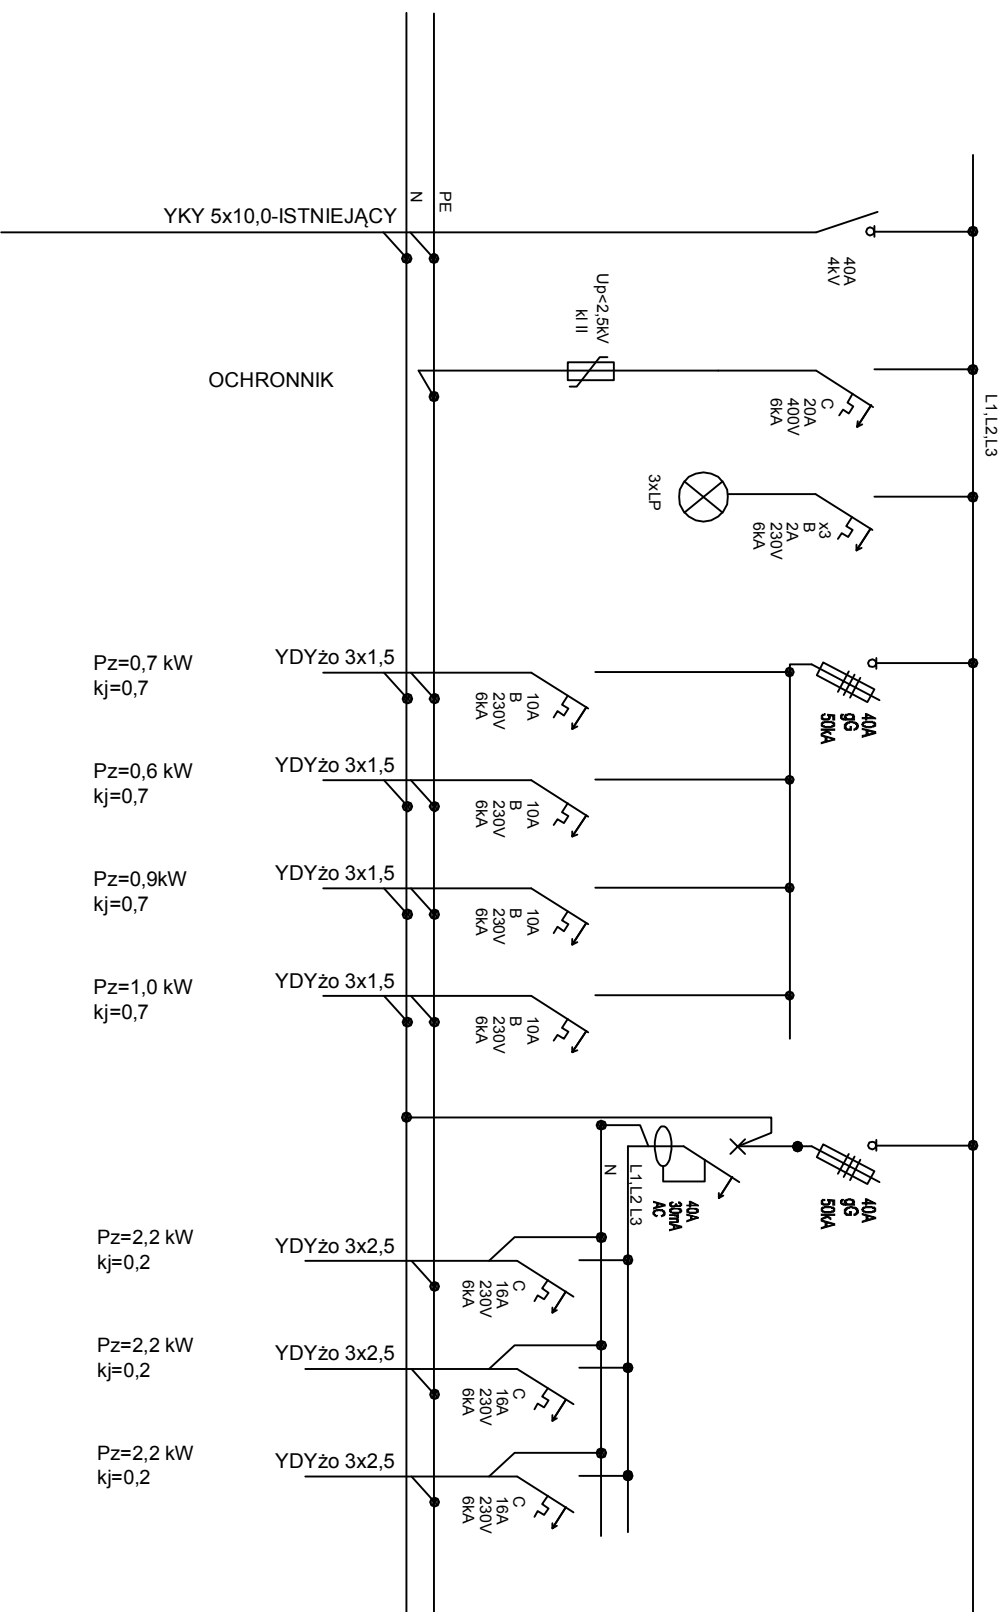 N
PE
YKY 5x10,0-ISTNIEJĄCY
40A
4kV
Up<2,5kV
kl II
OCHRONNIK
C
20A
400V
6kA
L1,L2,L3
3xLP
x3
B
2A
230V
6kA
Pz=0,7 kW
kj=0,7
YDYżo 3x1,5
10A
B
230V
6kA
40A
gG
50kA
Pz=0,6 kW
kj=0,7
YDYżo 3x1,5
10A
B
230V
6kA
Pz=0,9kW
kj=0,7
YDYżo 3x1,5
10A
B
230V
6kA
Pz=1,0 kW
kj=0,7
YDYżo 3x1,5
10A
B
230V
6kA
N
L1,L2 L3
40A
30mA
AC
40A
gG
50kA
Pz=2,2 kW
kj=0,2
YDYżo 3x2,5
C
16A
230V
6kA
Pz=2,2 kW
kj=0,2
YDYżo 3x2,5
C
16A
230V
6kA
Pz=2,2 kW
kj=0,2
YDYżo 3x2,5
C
16A
230V
6kA